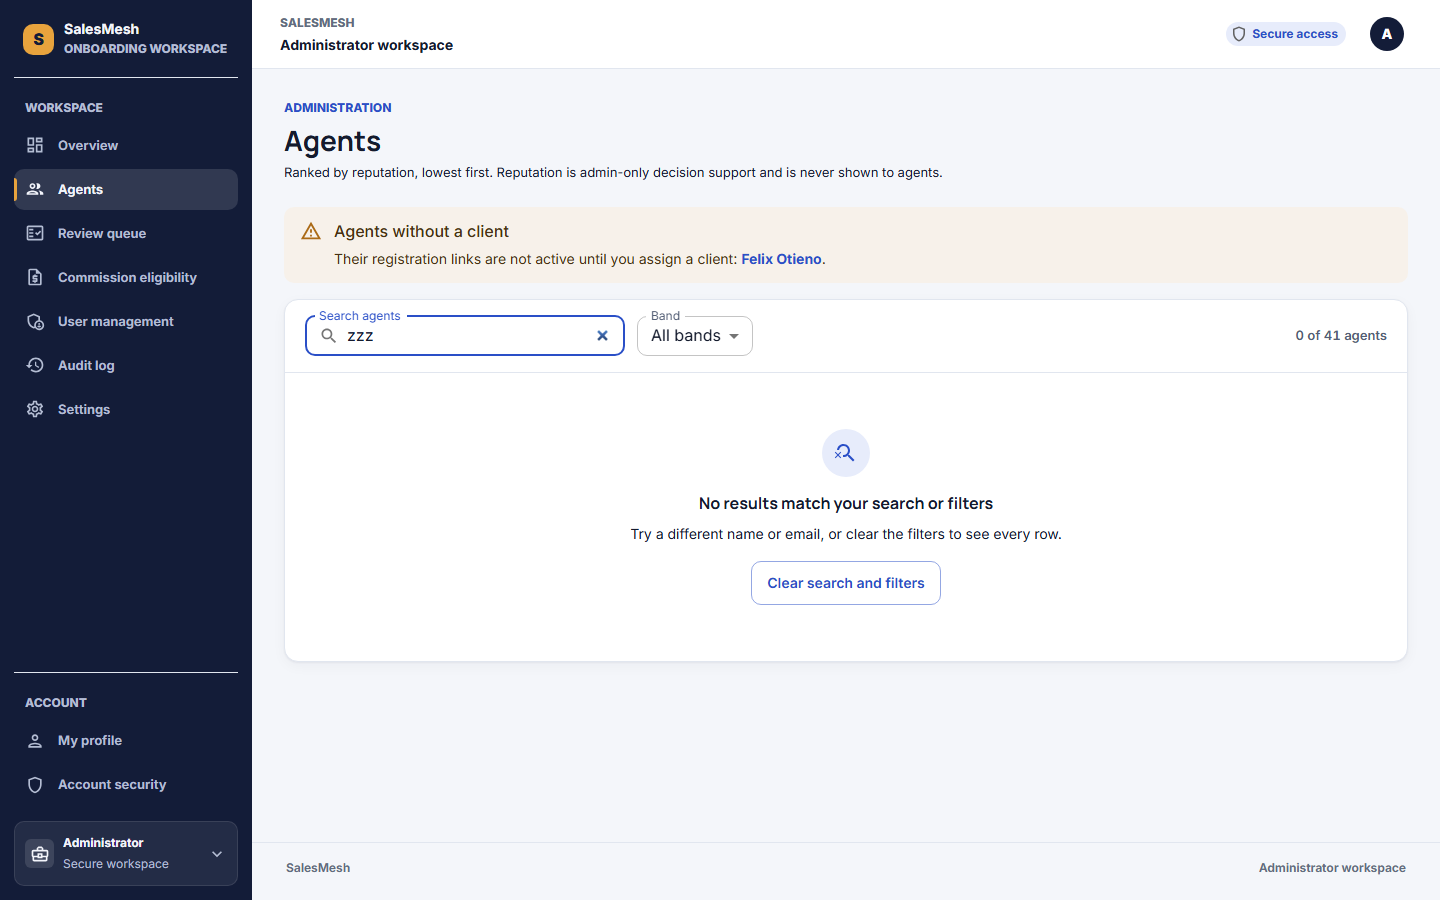 S
SalesMesh
ONBOARDING WORKSPACE
WORKSPACE
Overview
Agents
Review queue
Commission eligibility
User management
Audit log
Settings
ACCOUNT
My profile
Account security
Administrator
Secure workspace
SALESMESH
Administrator workspace
Secure access
A
ADMINISTRATION
Agents
Ranked by reputation, lowest first. Reputation is admin-only decision support and is never shown to agents.
Agents without a client
Their registration links are not active until you assign a client: Felix Otieno.
Search agents
zzz
Band
All bands
0 of 41 agents
No results match your search or filters
Try a different name or email, or clear the filters to see every row.
Clear search and filters
SalesMesh
Administrator workspace